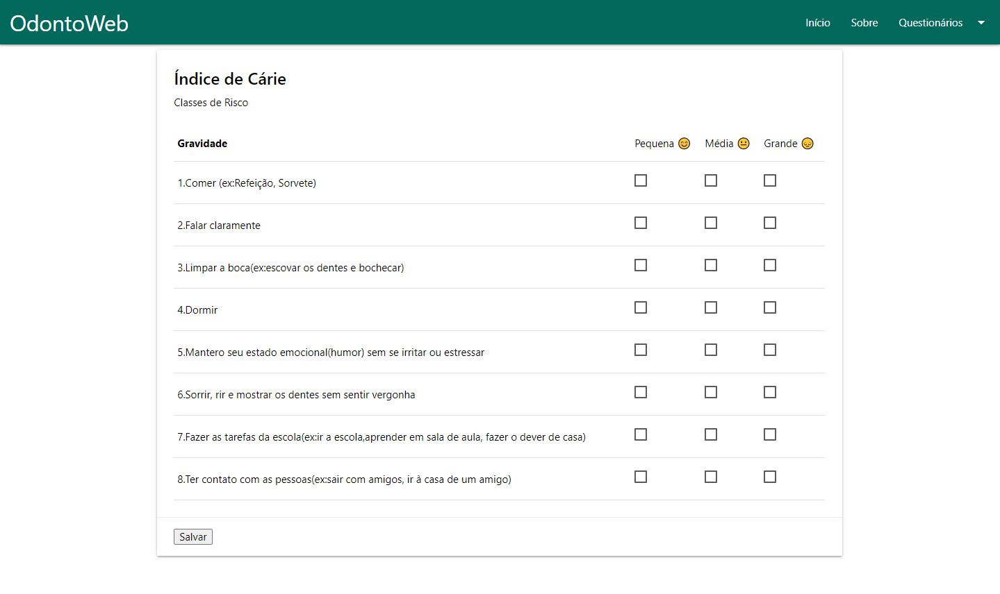 OdontoWeb
Início Sobre Questionários
Índice de Cárie
Classes de Risco
Gravidade Pequena 😊 Média 😐 Grande 😞
1.Comer (ex:Refeição, Sorvete)
2.Falar claramente
3.Limpar a boca(ex:escovar os dentes e bochecar)
4.Dormir
5.Mantero seu estado emocional(humor) sem se irritar ou estressar
6.Sorrir, rir e mostrar os dentes sem sentir vergonha
7.Fazer as tarefas da escola(ex:ir a escola,aprender em sala de aula, fazer o dever de casa)
8.Ter contato com as pessoas(ex:sair com amigos, ir à casa de um amigo)
Salvar